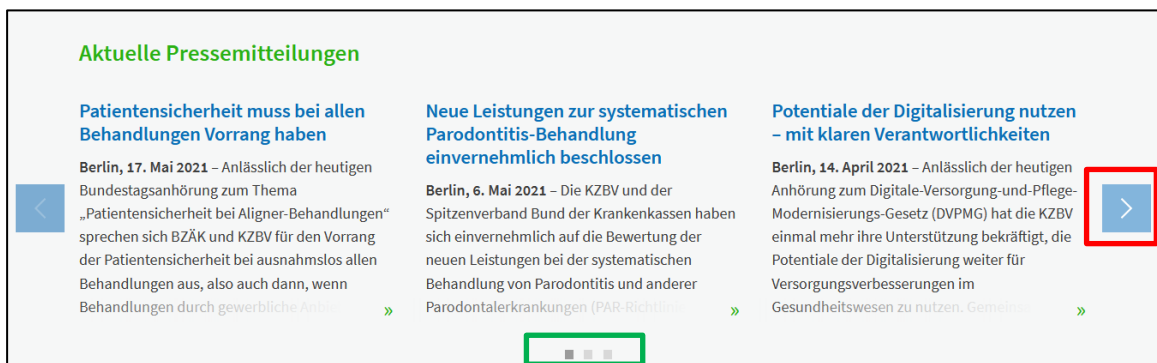 Aktuelle Pressemitteilungen
Patientensicherheit muss bei allen
Behandlungen Vorrang haben
Berlin, 17. Mai 2021 – Anlässlich der heutigen
Bundestagsanhörung zum Thema
„Patientensicherheit bei Aligner-Behandlungen“
sprechen sich BZÄK und KZBV für den Vorrang
der Patientensicherheit bei ausnahmslos allen
Behandlungen aus, also auch dann, wenn
Behandlungen durch gewerbliche
»
Neue Leistungen zur systematischen
Parodontitis-Behandlung
einvernehmlich beschlossen
Berlin, 6. Mai 2021 – Die KZBV und der
Spitzenverband Bund der Krankenkassen haben
sich einvernehmlich auf die Bewertung der
neuen Leistungen bei der systematischen
Behandlung von Parodontitis und anderer
Parodontalerkrankungen
»
Potentiale der Digitalisierung nutzen
– mit klaren Verantwortlichkeiten
Berlin, 14. April 2021 – Anlässlich der heutigen
Anhörung zum Digitale-Versorgung-und-Pflege-
Modernisierungs-Gesetz (DVPMG) hat die KZBV
einmal mehr ihre Unterstützung bekräftigt, die
Potentiale der Digitalisierung weiter für
Versorgungsverbesserungen im
Gesundheitswesen zu nutzen.
»